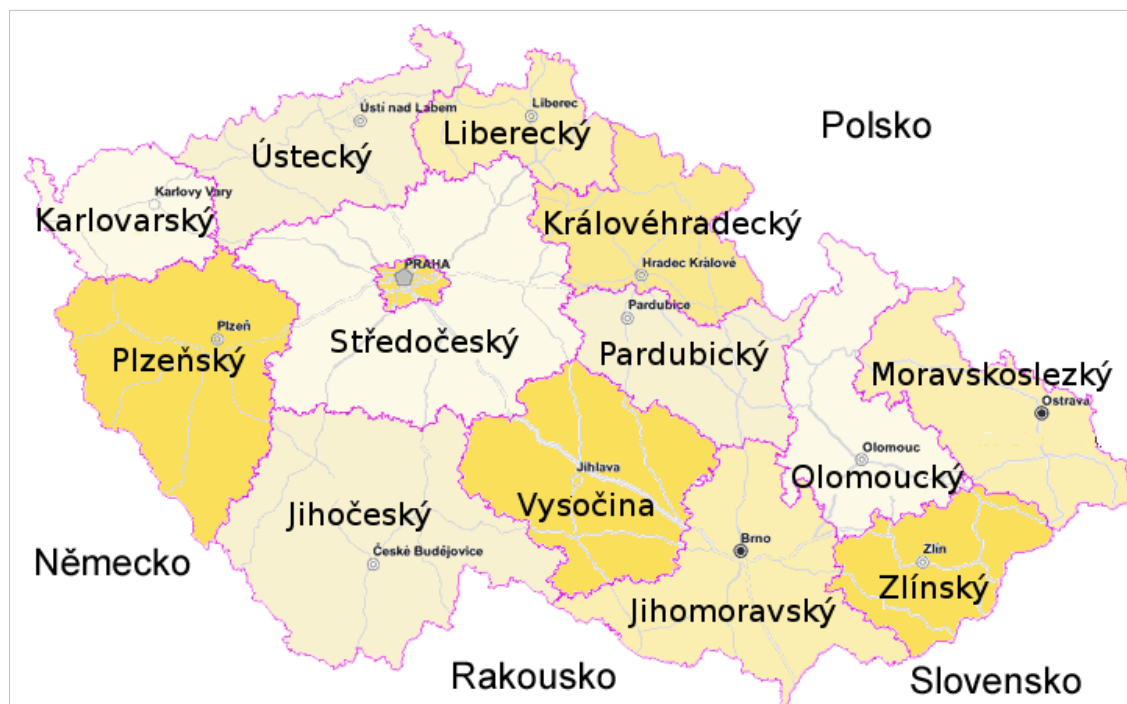 Ústí nad Labem
Liberec
Polsko
Liberecký
Ústecký
Karlovy Vary
Karlovarský
Královéhradecký
PRAHA
Hradec Králové
Pardubice
Plzeň
Středočeský
Pardubický
Plzeňský
Moravskoslezký
Ostrava
Olomouc
Jihlava
Olomoucký
Vysočina
Jihočeský
Brno
Zlín
České Budějovice
Německo
Zlínský
Jihomoravský
Rakousko
Slovensko